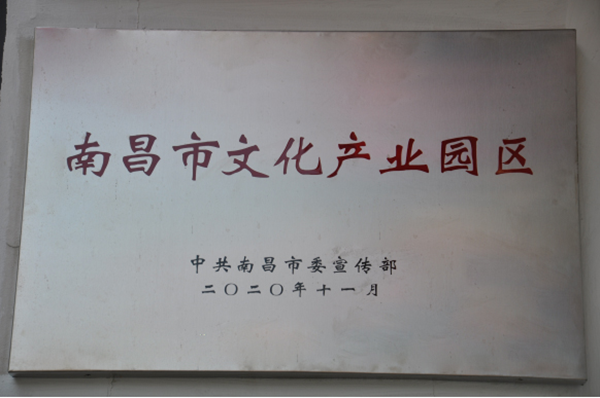 南昌市文化产业园区
中共南昌市委宣传部
二〇二〇年十一月